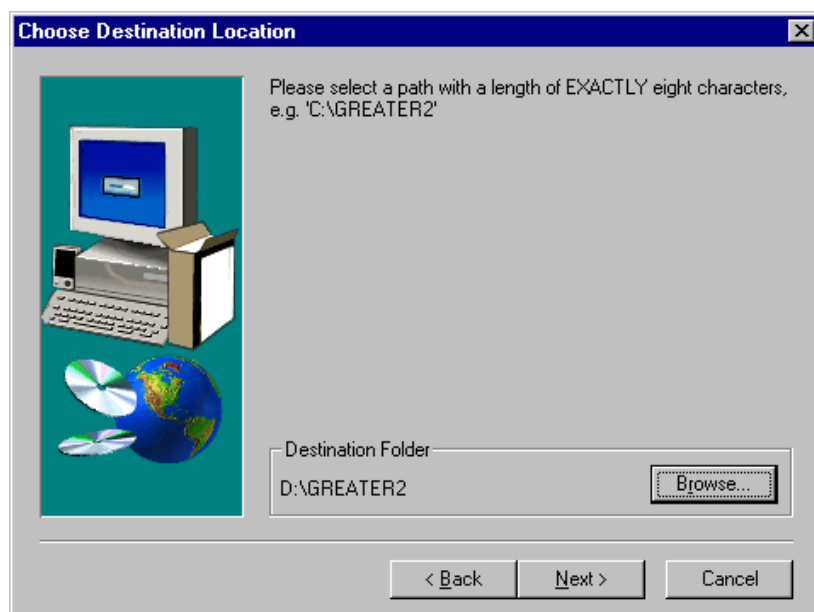 Choose Destination Location
Please select a path with a length of EXACTLY eight characters,
e.g. 'C:\GREATER2'
Destination Folder
D:\GREATER2
Browse...
< Back
Next >
Cancel